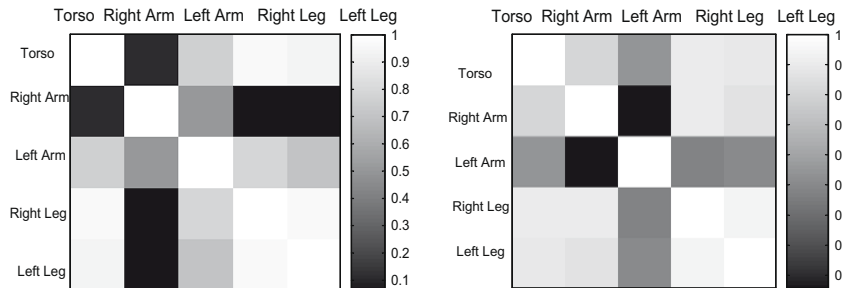 Torso Right Arm Left Arm Right Leg Left Leg
Torso
Right Arm
Left Arm
Right Leg
Left Leg
1
0.9
0.8
0.7
0.6
0.5
0.4
0.3
0.2
0.1
Torso Right Arm Left Arm Right Leg Left Leg
Torso
Right Arm
Left Arm
Right Leg
Left Leg
1
0
0
0
0
0
0
0
0